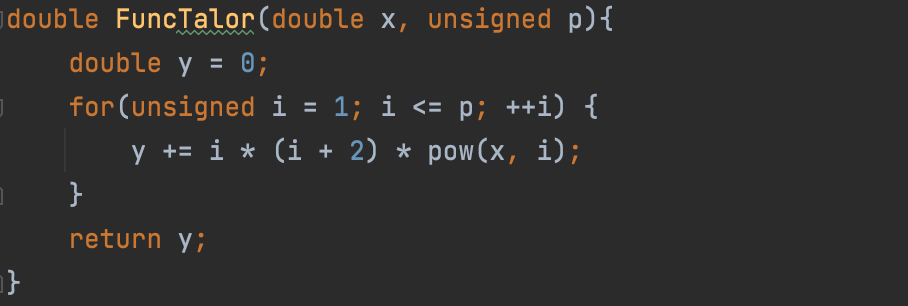 double FuncTalor(double x, unsigned p){
    double y = 0;
    for(unsigned i = 1; i <= p; ++i) {
        y += i * (i + 2) * pow(x, i);
    }
    return y;
}